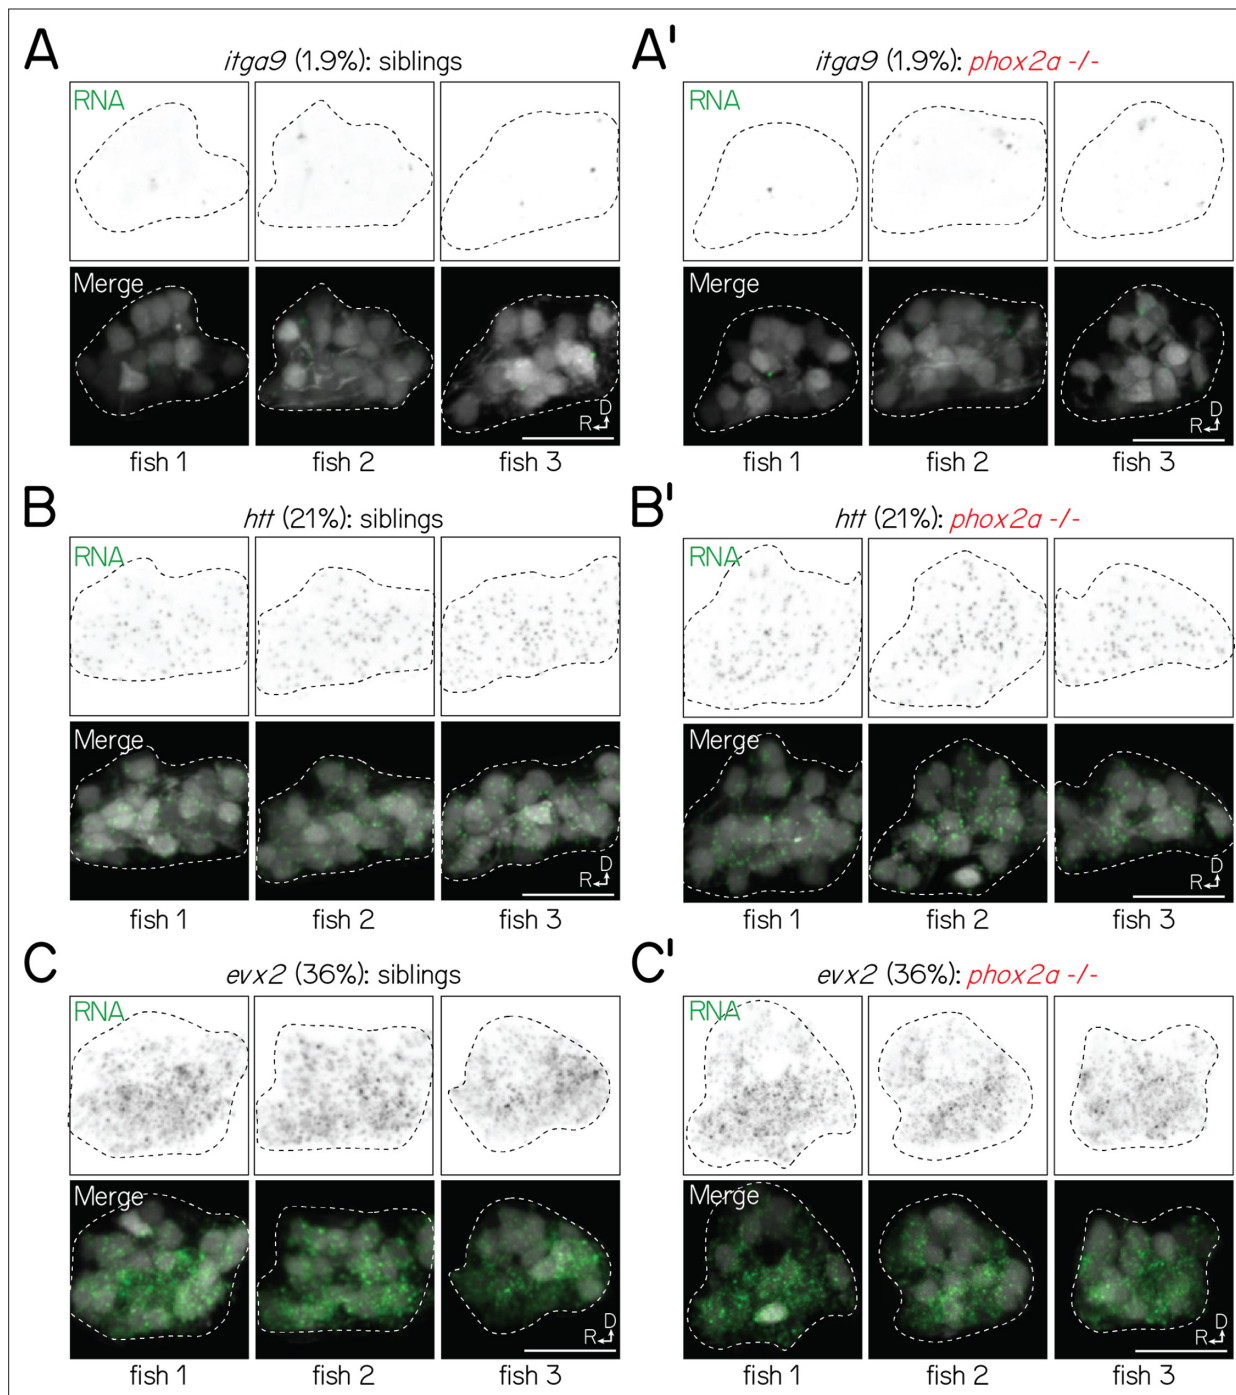 A
itga9 (1.9%): siblings
RNA
Merge
D
R
fish 1
fish 2
fish 3
A'
itga9 (1.9%): phox2a -/-
RNA
Merge
D
R
fish 1
fish 2
fish 3
B
htt (21%): siblings
RNA
Merge
D
R
fish 1
fish 2
fish 3
B'
htt (21%): phox2a -/-
RNA
Merge
D
R
fish 1
fish 2
fish 3
C
evx2 (36%): siblings
RNA
Merge
D
R
fish 1
fish 2
fish 3
C'
evx2 (36%): phox2a -/-
RNA
Merge
D
R
fish 1
fish 2
fish 3